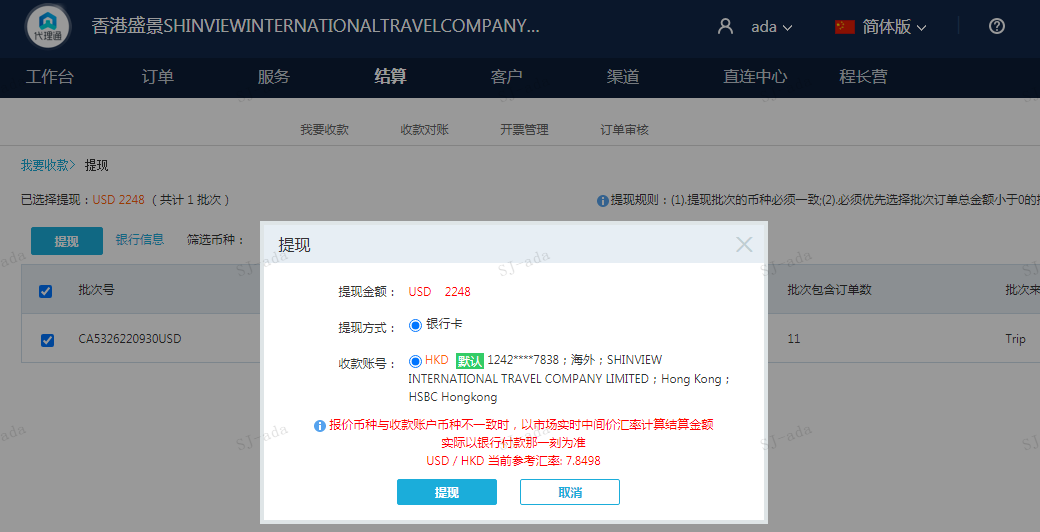 代理通
香港盛景SHINVIEWINTERNATIONALTRAVELCOMPANY...
ada
简体版
工作台 订单 服务 结算 客户 渠道 直连中心 程长营
我要收款 收款对账 开票管理 订单审核
我要收款> 提现
已选择提现：USD 2248 （共计 1 批次）
提现规则：(1).提现批次的币种必须一致;(2).必须优先选择批次订单总金额小于0的
提现 银行信息 筛选币种：
批次号 批次包含订单数 批次来
CA5326220930USD 11 Trip
提现
提现金额： USD 2248
提现方式： 银行卡
收款账号： HKD 默认 1242****7838；海外；SHINVIEW
INTERNATIONAL TRAVEL COMPANY LIMITED；Hong Kong；
HSBC Hongkong
报价币种与收款账户币种不一致时，以市场实时中间价汇率计算结算金额
实际以银行付款那一刻为准
USD / HKD 当前参考汇率: 7.8498
提现 取消
SJ-ada
SJ-ada
SJ-ada
SJ-ada
SJ-ada